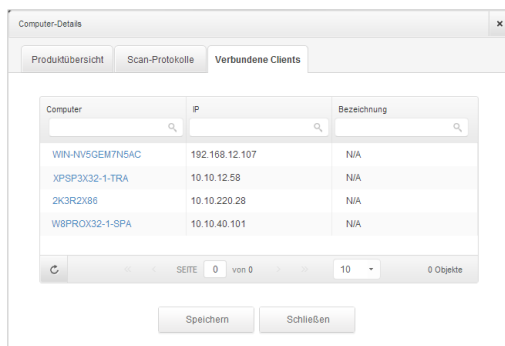 Computer-Details
Produktübersicht Scan-Protokolle Verbundene Clients
Computer IP Bezeichnung
WIN-NV5GEM7N5AC 192.168.12.107 N/A
XPSP3X32-1-TRA 10.10.12.58 N/A
2K3R2X86 10.10.220.28 N/A
W8PROX32-1-SPA 10.10.40.101 N/A
SEITE 0 von 0 10 0 Objekte
Speichern Schließen